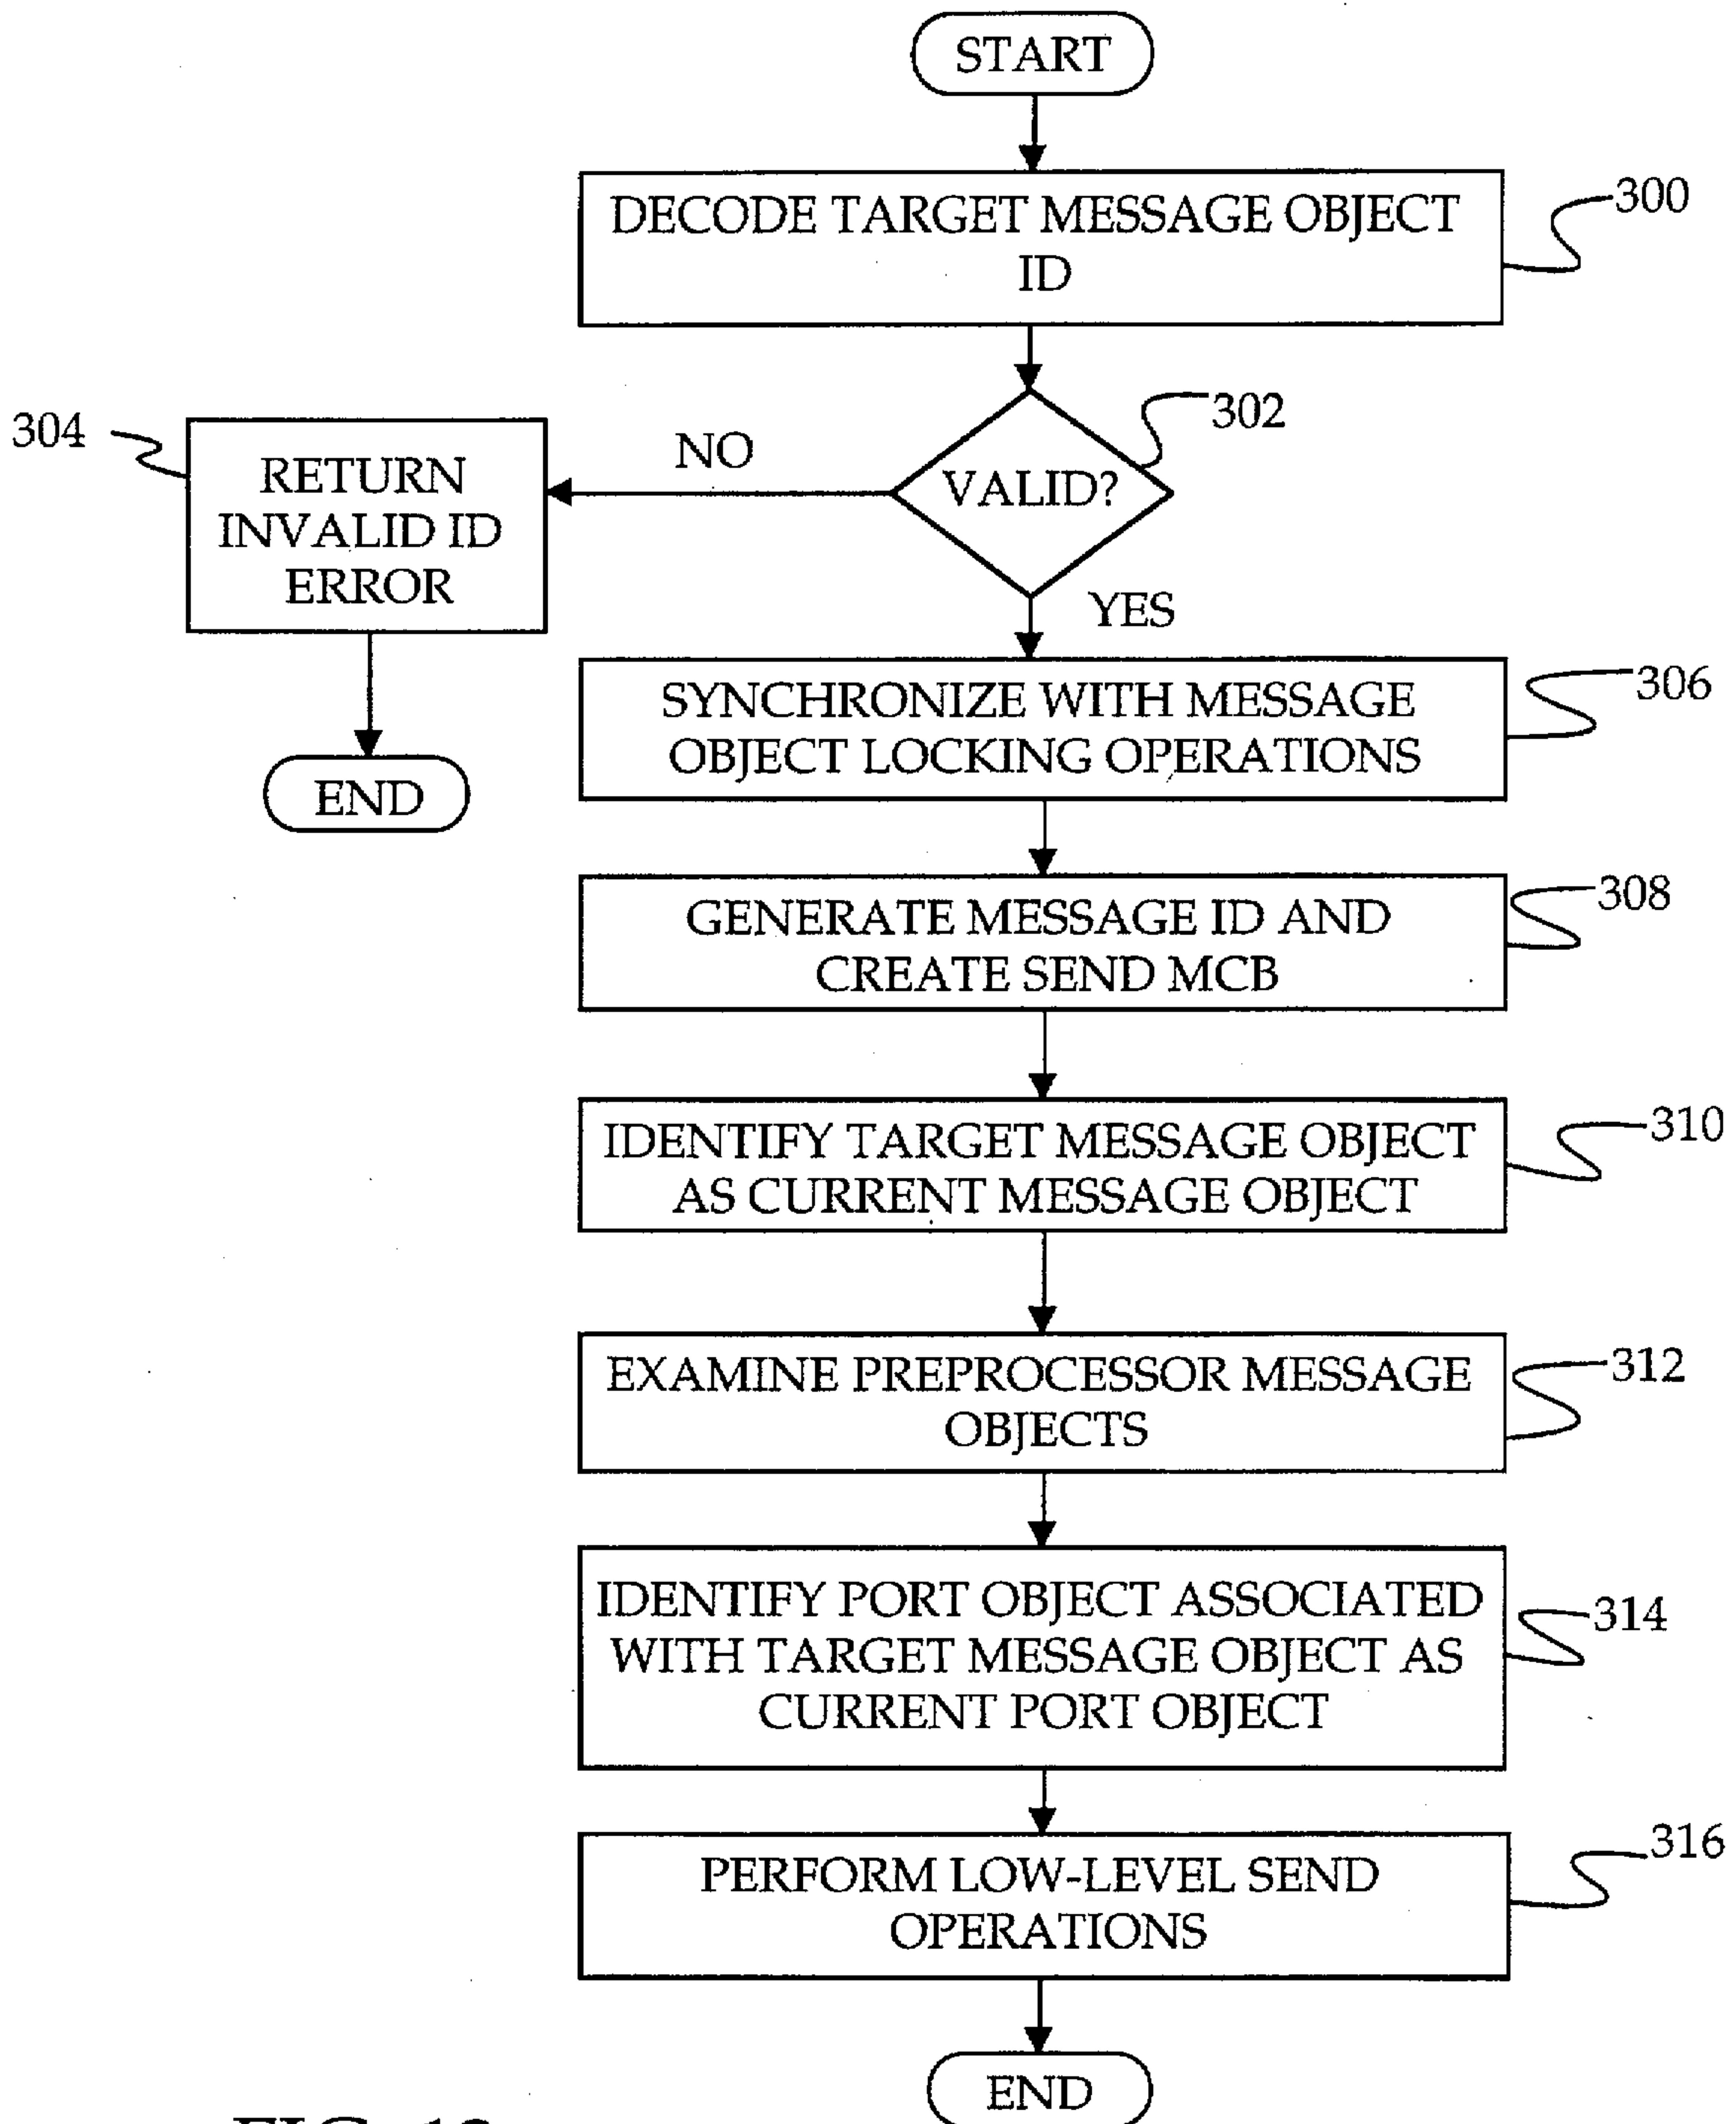 START
DECODE TARGET MESSAGE OBJECT
ID
300
302
VALID?
NO
YES
304
RETURN
INVALID ID
ERROR
END
SYNCHRONIZE WITH MESSAGE
OBJECT LOCKING OPERATIONS
306
GENERATE MESSAGE ID AND
CREATE SEND MCB
308
IDENTIFY TARGET MESSAGE OBJECT
AS CURRENT MESSAGE OBJECT
310
EXAMINE PREPROCESSOR MESSAGE
OBJECTS
312
IDENTIFY PORT OBJECT ASSOCIATED
WITH TARGET MESSAGE OBJECT AS
CURRENT PORT OBJECT
314
PERFORM LOW-LEVEL SEND
OPERATIONS
316
END